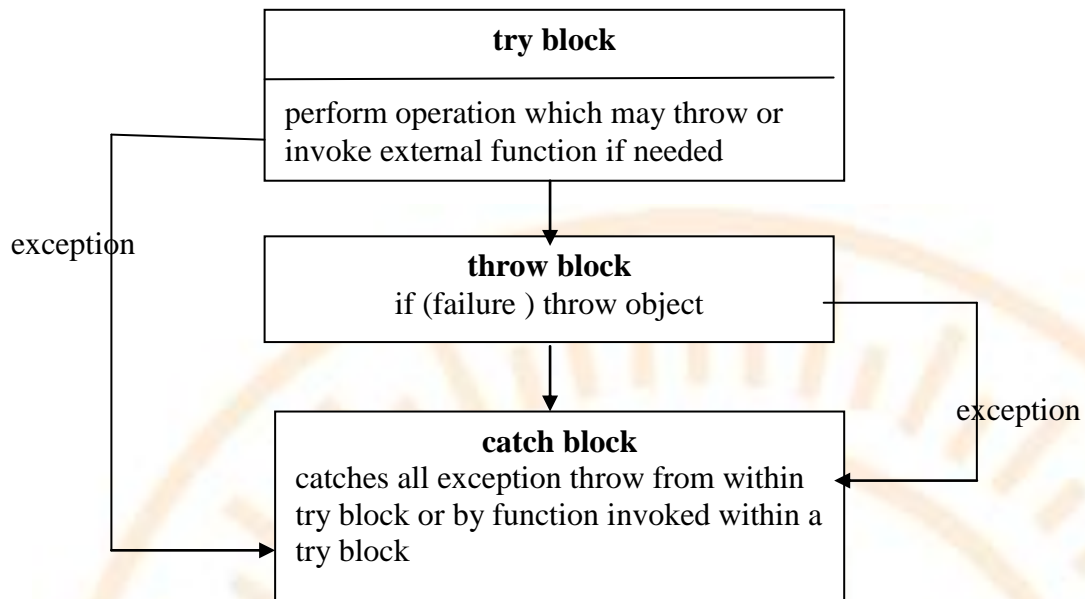 try block
perform operation which may throw or
invoke external function if needed
exception
throw block
if (failure ) throw object
exception
catch block
catches all exception throw from within
try block or by function invoked within a
try block